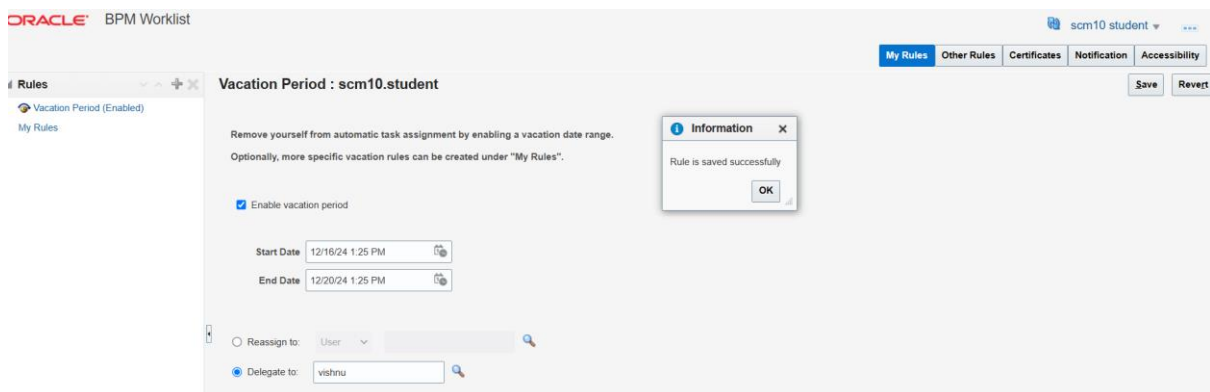 ORACLE BPM Worklist
scm10 student
My Rules Other Rules Certificates Notification Accessibility
Rules
Vacation Period : scm10.student
Save Revert
Vacation Period (Enabled)
My Rules
Remove yourself from automatic task assignment by enabling a vacation date range.
Optionally, more specific vacation rules can be created under "My Rules".
Information
Rule is saved successfully
OK
Enable vacation period
Start Date 12/16/24 1:25 PM
End Date 12/20/24 1:25 PM
Reassign to: User
Delegate to: vishnu